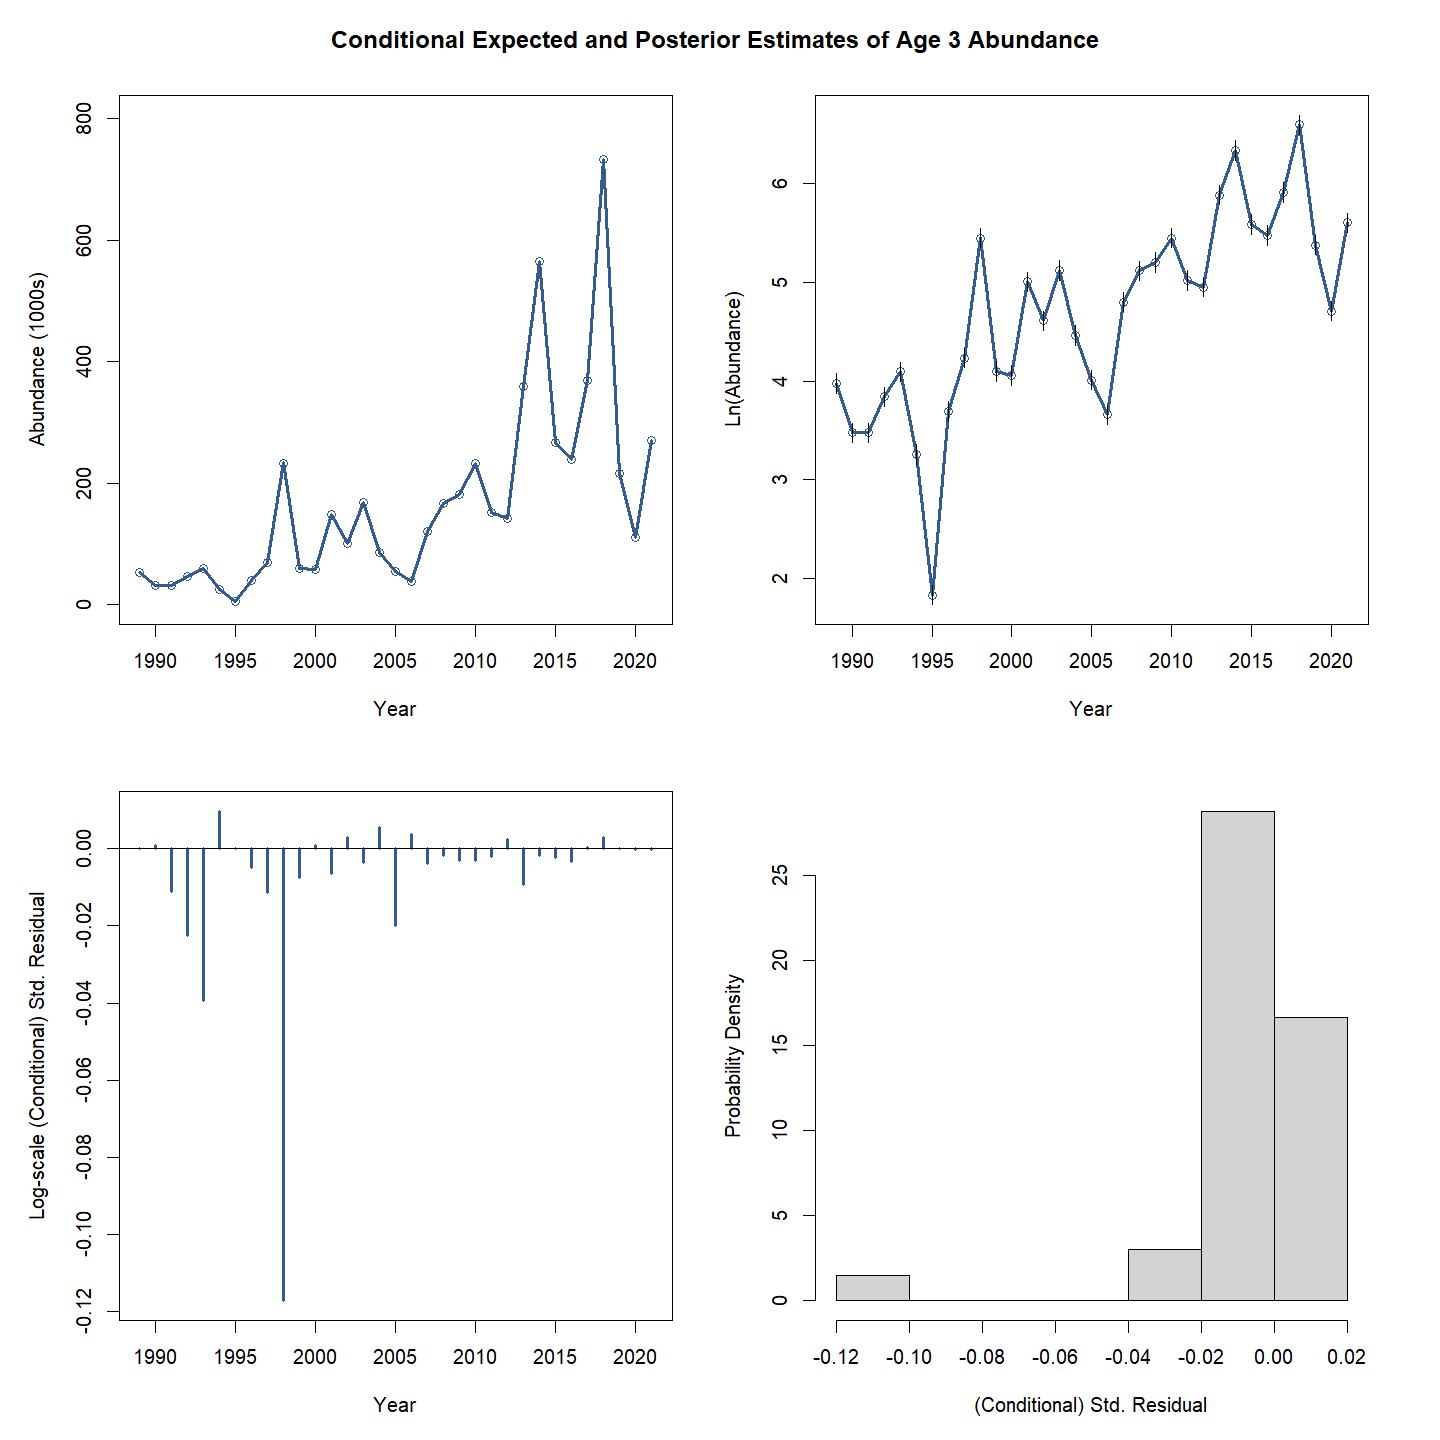 Conditional Expected and Posterior Estimates of Age 3 Abundance
Abundance (1000s)
800
600
400
200
0
1990 1995 2000 2005 2010 2015 2020
Year
Ln(Abundance)
6
5
4
3
2
1990 1995 2000 2005 2010 2015 2020
Year
Log-scale (Conditional) Std. Residual
0.00
-0.02
-0.04
-0.06
-0.08
-0.10
-0.12
1990 1995 2000 2005 2010 2015 2020
Year
Probability Density
25
20
15
10
5
0
-0.12 -0.10 -0.08 -0.06 -0.04 -0.02 0.00 0.02
(Conditional) Std. Residual